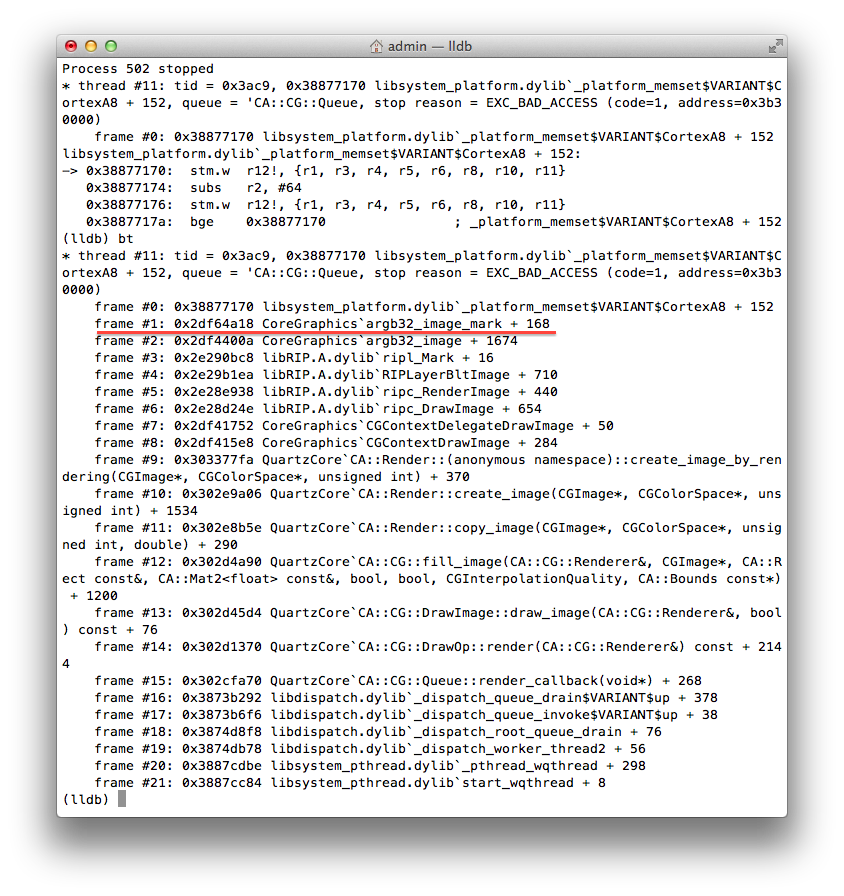 admin — lldb
Process 502 stopped
* thread #11: tid = 0x3ac9, 0x38877170 libsystem_platform.dylib`_platform_memset$VARIANT$C
ortexA8 + 152, queue = 'CA::CG::Queue, stop reason = EXC_BAD_ACCESS (code=1, address=0x3b3
0000)
    frame #0: 0x38877170 libsystem_platform.dylib`_platform_memset$VARIANT$CortexA8 + 152
libsystem_platform.dylib`_platform_memset$VARIANT$CortexA8 + 152:
-> 0x38877170:  stm.w  r12!, {r1, r3, r4, r5, r6, r8, r10, r11}
   0x38877174:  subs   r2, #64
   0x38877176:  stm.w  r12!, {r1, r3, r4, r5, r6, r8, r10, r11}
   0x3887717a:  bge    0x38877170                ; _platform_memset$VARIANT$CortexA8 + 152
(lldb) bt
* thread #11: tid = 0x3ac9, 0x38877170 libsystem_platform.dylib`_platform_memset$VARIANT$C
ortexA8 + 152, queue = 'CA::CG::Queue, stop reason = EXC_BAD_ACCESS (code=1, address=0x3b3
0000)
    frame #0: 0x38877170 libsystem_platform.dylib`_platform_memset$VARIANT$CortexA8 + 152
    frame #1: 0x2df64a18 CoreGraphics`argb32_image_mark + 168
    frame #2: 0x2df4400a CoreGraphics`argb32_image + 1674
    frame #3: 0x2e290bc8 libRIP.A.dylib`ripl_Mark + 16
    frame #4: 0x2e29b1ea libRIP.A.dylib`RIPLayerBltImage + 710
    frame #5: 0x2e28e938 libRIP.A.dylib`ripc_RenderImage + 440
    frame #6: 0x2e28d24e libRIP.A.dylib`ripc_DrawImage + 654
    frame #7: 0x2df41752 CoreGraphics`CGContextDelegateDrawImage + 50
    frame #8: 0x2df415e8 CoreGraphics`CGContextDrawImage + 284
    frame #9: 0x303377fa QuartzCore`CA::Render::(anonymous namespace)::create_image_by_ren
dering(CGImage*, CGColorSpace*, unsigned int) + 370
    frame #10: 0x302e9a06 QuartzCore`CA::Render::create_image(CGImage*, CGColorSpace*, uns
igned int) + 1534
    frame #11: 0x302e8b5e QuartzCore`CA::Render::copy_image(CGImage*, CGColorSpace*, unsig
ned int, double) + 290
    frame #12: 0x302d4a90 QuartzCore`CA::CG::fill_image(CA::CG::Renderer&, CGImage*, CA::R
ect const&, CA::Mat2<float> const&, bool, bool, CGInterpolationQuality, CA::Bounds const*)
 + 1200
    frame #13: 0x302d45d4 QuartzCore`CA::CG::DrawImage::draw_image(CA::CG::Renderer&, bool
) const + 76
    frame #14: 0x302d1370 QuartzCore`CA::CG::DrawOp::render(CA::CG::Renderer&) const + 214
4
    frame #15: 0x302cfa70 QuartzCore`CA::CG::Queue::render_callback(void*) + 268
    frame #16: 0x3873b292 libdispatch.dylib`_dispatch_queue_drain$VARIANT$up + 378
    frame #17: 0x3873b6f6 libdispatch.dylib`_dispatch_queue_invoke$VARIANT$up + 38
    frame #18: 0x3874d8f8 libdispatch.dylib`_dispatch_root_queue_drain + 76
    frame #19: 0x3874db78 libdispatch.dylib`_dispatch_worker_thread2 + 56
    frame #20: 0x3887cdbe libsystem_pthread.dylib`_pthread_wqthread + 298
    frame #21: 0x3887cc84 libsystem_pthread.dylib`start_wqthread + 8
(lldb)